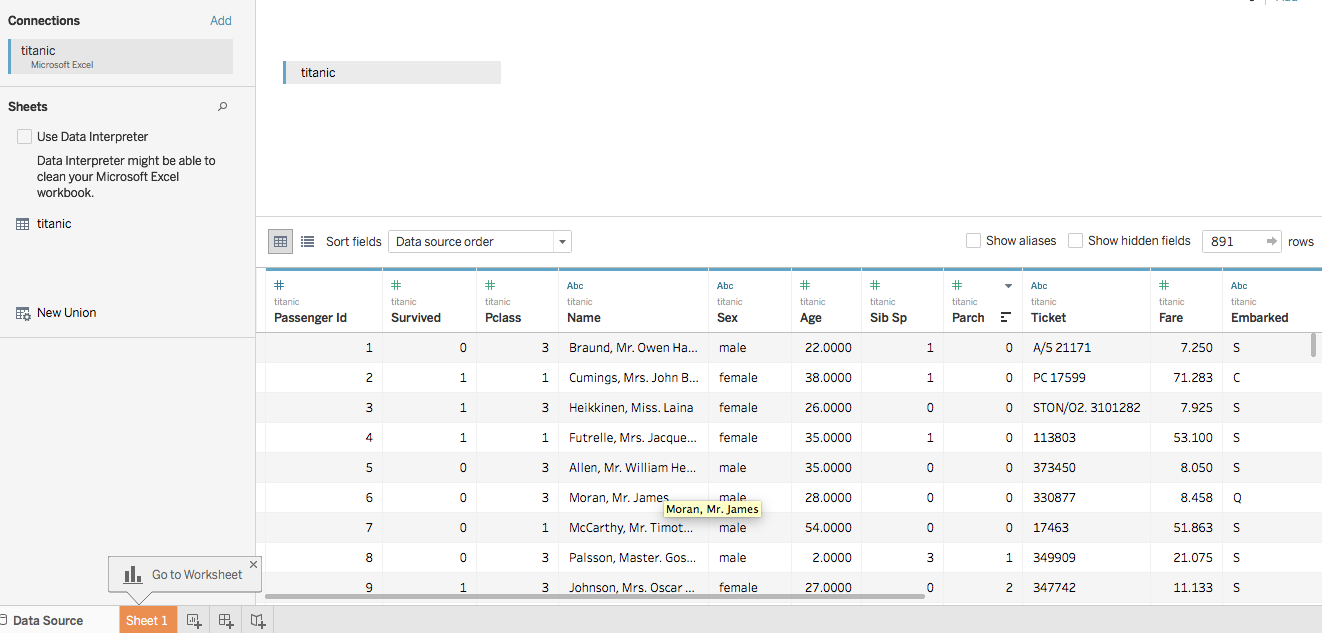 Connections Add
titanic
Microsoft Excel
Sheets
Use Data Interpreter
Data Interpreter might be able to
clean your Microsoft Excel
workbook.
titanic
New Union
titanic
Sort fields Data source order Show aliases Show hidden fields 891 rows
# # # Abc Abc # # # Abc # Abc
titanic titanic titanic titanic titanic titanic titanic titanic titanic titanic titanic
Passenger Id Survived Pclass Name Sex Age Sib Sp Parch Ticket Fare Embarked
1 0 3 Braund, Mr. Owen Ha... male 22.0000 1 0 A/5 21171 7.250 S
2 1 1 Cumings, Mrs. John B... female 38.0000 1 0 PC 17599 71.283 C
3 1 3 Heikkinen, Miss. Laina female 26.0000 0 0 STON/O2. 3101282 7.925 S
4 1 1 Futrelle, Mrs. Jacque... female 35.0000 1 0 113803 53.100 S
5 0 3 Allen, Mr. William He... male 35.0000 0 0 373450 8.050 S
6 0 3 Moran, Mr. James male 28.0000 0 0 330877 8.458 Q
Moran, Mr. James
7 0 1 McCarthy, Mr. Timot... male 54.0000 0 0 17463 51.863 S
8 0 3 Palsson, Master. Gos... male 2.0000 3 1 349909 21.075 S
9 1 3 Johnson, Mrs. Oscar ... female 27.0000 0 2 347742 11.133 S
Go to Worksheet
Data Source Sheet 1